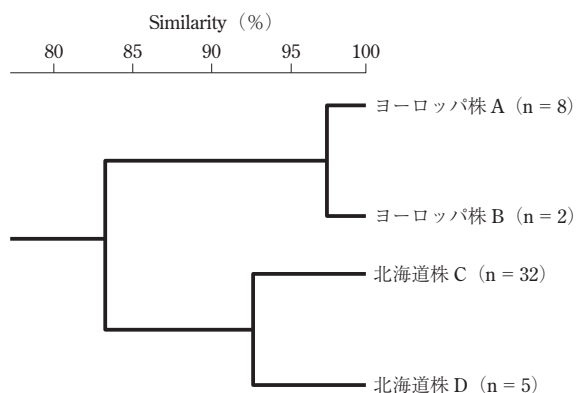 Similarity（%）
80 85 90 95 100
ヨーロッパ株 A（n = 8）
ヨーロッパ株 B（n = 2）
北海道株 C（n = 32）
北海道株 D（n = 5）